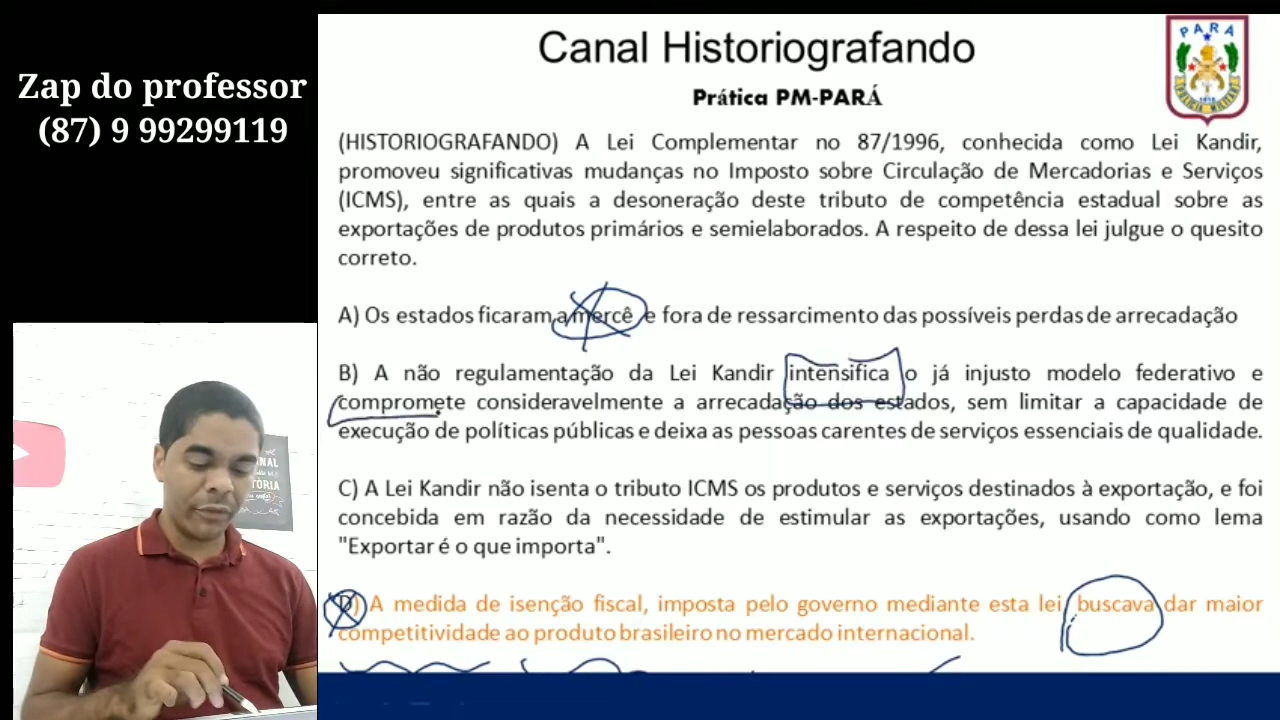 Zap do professor
(87) 9 99299119
Canal Historiografando
Prática PM-PARÁ
PARÁ
(HISTORIOGRAFANDO) A Lei Complementar no 87/1996, conhecida como Lei Kandir,
promoveu significativas mudanças no Imposto sobre Circulação de Mercadorias e Serviços
(ICMS), entre as quais a desoneração deste tributo de competência estadual sobre as
exportações de produtos primários e semielaborados. A respeito de dessa lei julgue o quesito
correto.
A) Os estados ficaram a mercê e fora de ressarcimento das possíveis perdas de arrecadação
B) A não regulamentação da Lei Kandir intensifica o já injusto modelo federativo e
compromete consideravelmente a arrecadação dos estados, sem limitar a capacidade de
execução de políticas públicas e deixa as pessoas carentes de serviços essenciais de qualidade.
C) A Lei Kandir não isenta o tributo ICMS os produtos e serviços destinados à exportação, e foi
concebida em razão da necessidade de estimular as exportações, usando como lema
"Exportar é o que importa".
D) A medida de isenção fiscal, imposta pelo governo mediante esta lei buscava dar maior
competitividade ao produto brasileiro no mercado internacional.